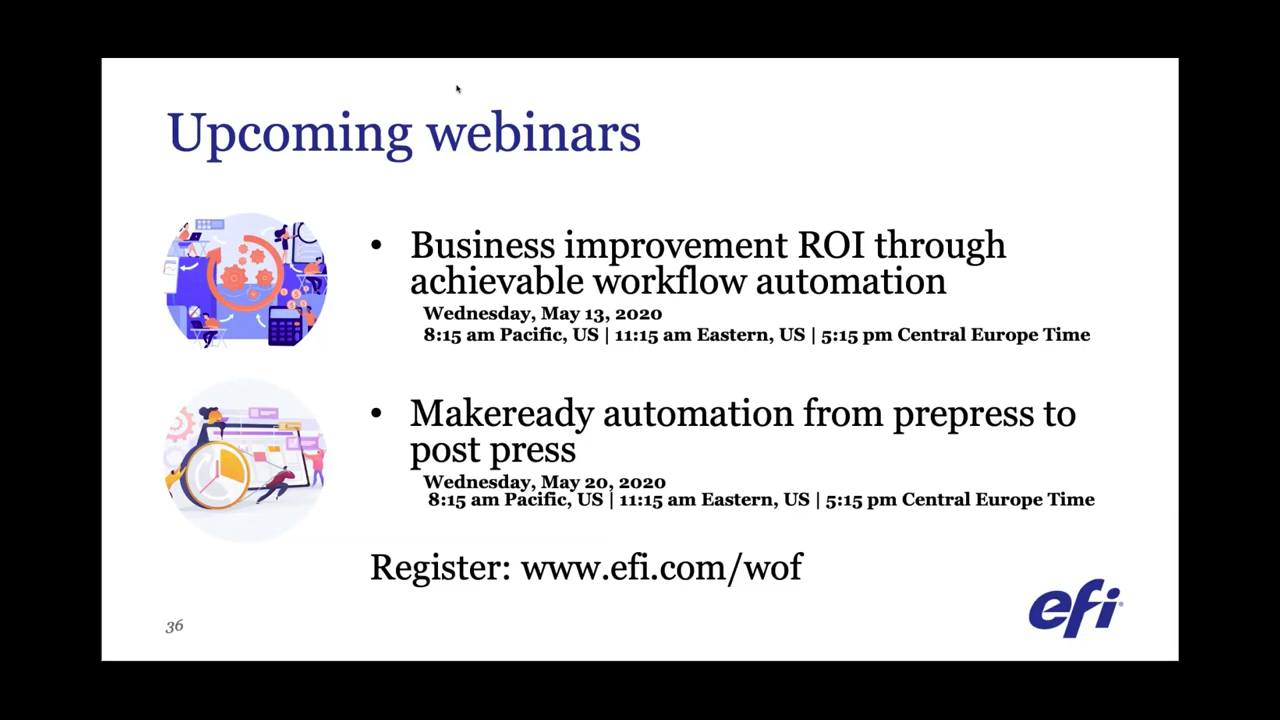 Upcoming webinars
• Business improvement ROI through
achievable workflow automation
Wednesday, May 13, 2020
8:15 am Pacific, US | 11:15 am Eastern, US | 5:15 pm Central Europe Time
• Makeready automation from prepress to
post press
Wednesday, May 20, 2020
8:15 am Pacific, US | 11:15 am Eastern, US | 5:15 pm Central Europe Time
Register: www.efi.com/wof
36
efi